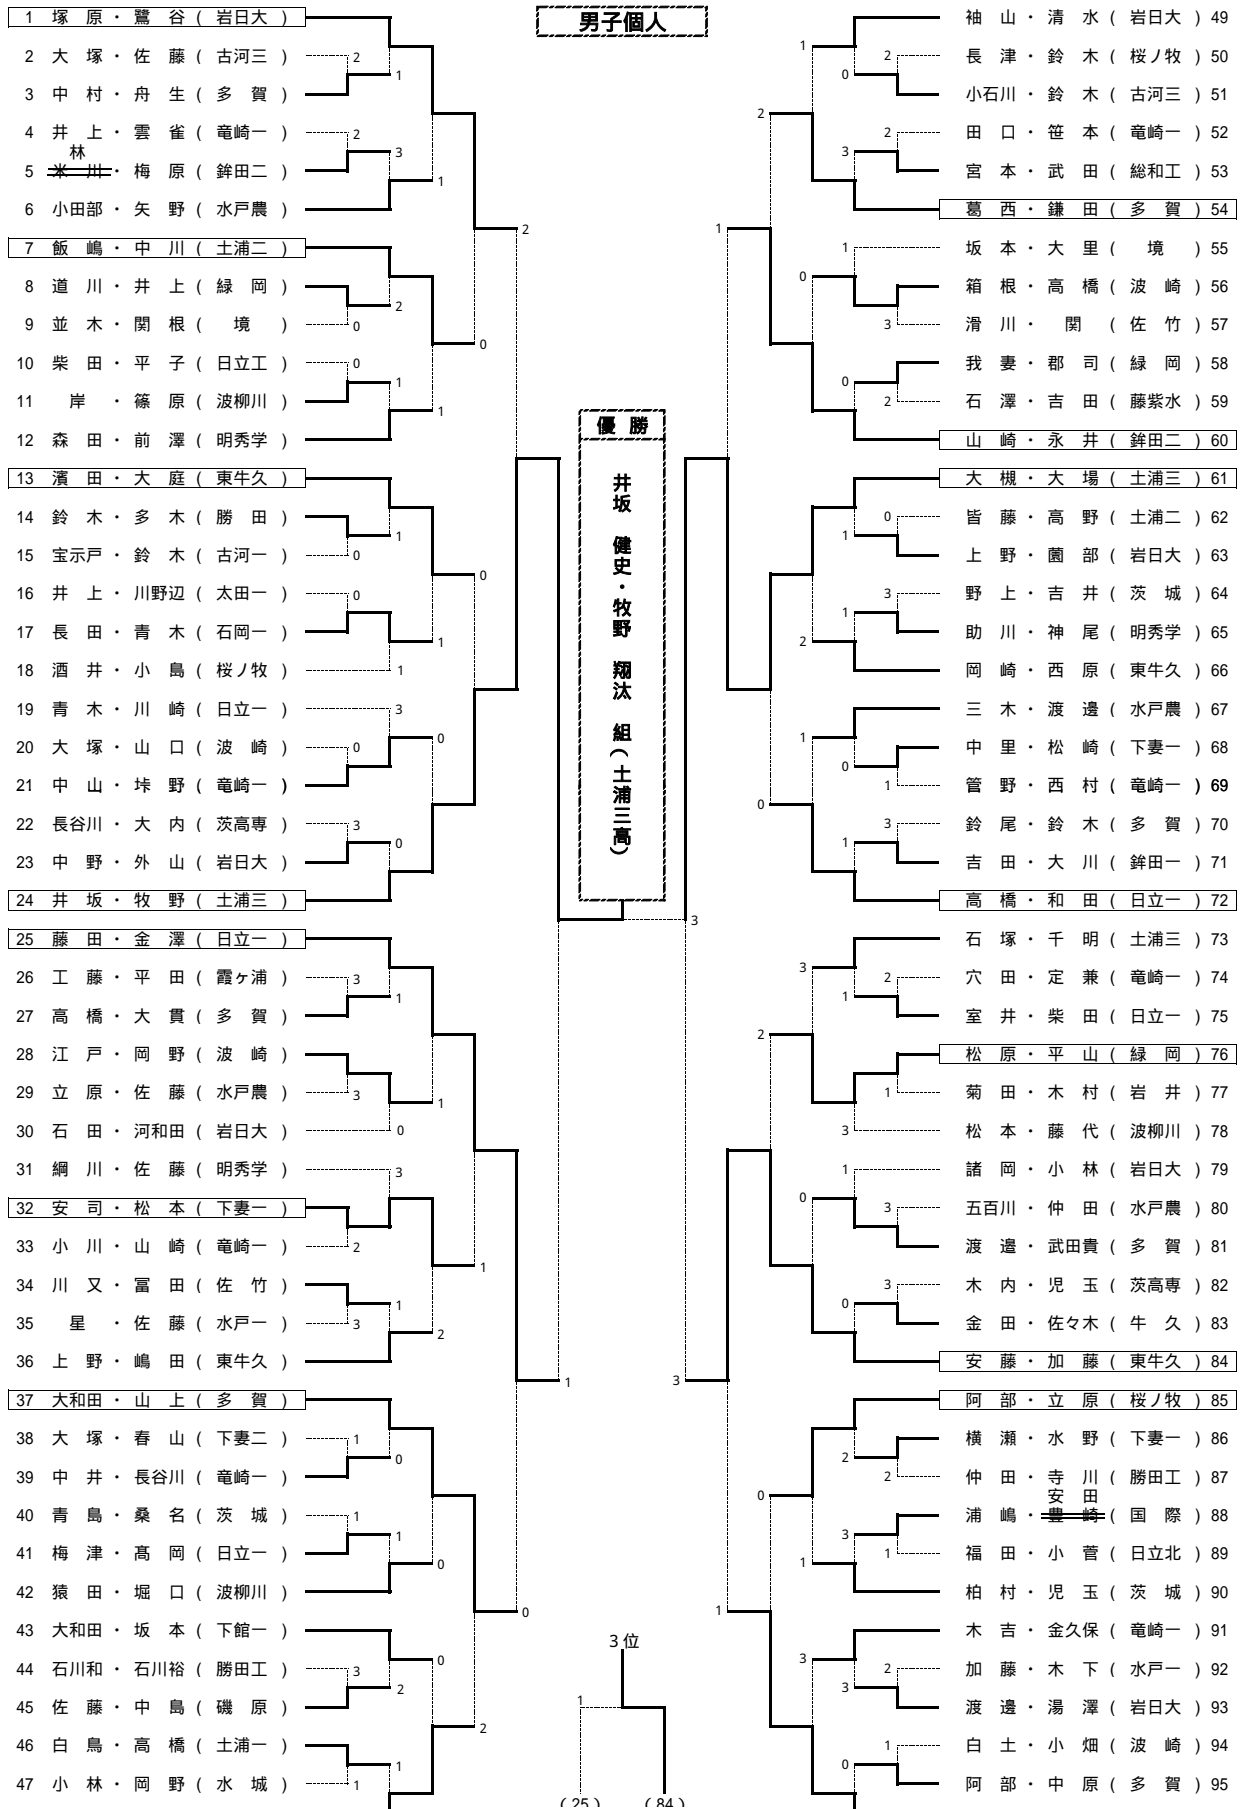 男子個人
1 塚 原 ・ 鷺 谷 ( 岩日大 )
2 大 塚 ・ 佐 藤 ( 古河三 )
3 中 村 ・ 舟 生 ( 多 賀 )
4 井 上 ・ 雲 雀 ( 竜崎一 )
林
5 米 川 ・ 梅 原 ( 鉾田二 )
6 小田部 ・ 矢 野 ( 水戸農 )
7 飯 嶋 ・ 中 川 ( 土浦二 )
8 道 川 ・ 井 上 ( 緑 岡 )
9 並 木 ・ 関 根 ( 境 )
10 柴 田 ・ 平 子 ( 日立工 )
11 岸 ・ 篠 原 ( 波柳川 )
12 森 田 ・ 前 澤 ( 明秀学 )
13 濱 田 ・ 大 庭 ( 東牛久 )
14 鈴 木 ・ 多 木 ( 勝 田 )
15 宝示戸 ・ 鈴 木 ( 古河一 )
16 井 上 ・ 川野辺 ( 太田一 )
17 長 田 ・ 青 木 ( 石岡一 )
18 酒 井 ・ 小 島 ( 桜ノ牧 )
19 青 木 ・ 川 崎 ( 日立一 )
20 大 塚 ・ 山 口 ( 波 崎 )
21 中 山 ・ 垰 野 ( 竜崎一 )
22 長谷川 ・ 大 内 ( 茨高専 )
23 中 野 ・ 外 山 ( 岩日大 )
24 井 坂 ・ 牧 野 ( 土浦三 )
25 藤 田 ・ 金 澤 ( 日立一 )
26 工 藤 ・ 平 田 ( 霞ヶ浦 )
27 高 橋 ・ 大 貫 ( 多 賀 )
28 江 戸 ・ 岡 野 ( 波 崎 )
29 立 原 ・ 佐 藤 ( 水戸農 )
30 石 田 ・ 河和田 ( 岩日大 )
31 綱 川 ・ 佐 藤 ( 明秀学 )
32 安 司 ・ 松 本 ( 下妻一 )
33 小 川 ・ 山 崎 ( 竜崎一 )
34 川 又 ・ 冨 田 ( 佐 竹 )
35 星 ・ 佐 藤 ( 水戸一 )
36 上 野 ・ 嶋 田 ( 東牛久 )
37 大和田 ・ 山 上 ( 多 賀 )
38 大 塚 ・ 春 山 ( 下妻二 )
39 中 井 ・ 長谷川 ( 竜崎一 )
40 青 島 ・ 桑 名 ( 茨 城 )
41 梅 津 ・ 髙 岡 ( 日立一 )
42 猿 田 ・ 堀 口 ( 波柳川 )
43 大和田 ・ 坂 本 ( 下館一 )
44 石川和 ・ 石川裕 ( 勝田工 )
45 佐 藤 ・ 中 島 ( 磯 原 )
46 白 鳥 ・ 高 橋 ( 土浦一 )
47 小 林 ・ 岡 野 ( 水 城 )
優 勝
井坂 健史・牧野 翔汰 組(土浦三高)
3
3位
1
(25) (84)
袖 山 ・ 清 水 ( 岩日大 ) 49
長 津 ・ 鈴 木 ( 桜ノ牧 ) 50
小石川 ・ 鈴 木 ( 古河三 ) 51
田 口 ・ 笹 本 ( 竜崎一 ) 52
宮 本 ・ 武 田 ( 総和工 ) 53
葛 西 ・ 鎌 田 ( 多 賀 ) 54
坂 本 ・ 大 里 ( 境 ) 55
箱 根 ・ 高 橋 ( 波 崎 ) 56
滑 川 ・ 関 ( 佐 竹 ) 57
我 妻 ・ 郡 司 ( 緑 岡 ) 58
石 澤 ・ 吉 田 ( 藤紫水 ) 59
山 崎 ・ 永 井 ( 鉾田二 ) 60
大 槻 ・ 大 場 ( 土浦三 ) 61
皆 藤 ・ 高 野 ( 土浦二 ) 62
上 野 ・ 薗 部 ( 岩日大 ) 63
野 上 ・ 吉 井 ( 茨 城 ) 64
助 川 ・ 神 尾 ( 明秀学 ) 65
岡 崎 ・ 西 原 ( 東牛久 ) 66
三 木 ・ 渡 邊 ( 水戸農 ) 67
中 里 ・ 松 崎 ( 下妻一 ) 68
管 野 ・ 西 村 ( 竜崎一 ) 69
鈴 尾 ・ 鈴 木 ( 多 賀 ) 70
吉 田 ・ 大 川 ( 鉾田一 ) 71
高 橋 ・ 和 田 ( 日立一 ) 72
石 塚 ・ 千 明 ( 土浦三 ) 73
穴 田 ・ 定 兼 ( 竜崎一 ) 74
室 井 ・ 柴 田 ( 日立一 ) 75
松 原 ・ 平 山 ( 緑 岡 ) 76
菊 田 ・ 木 村 ( 岩 井 ) 77
松 本 ・ 藤 代 ( 波柳川 ) 78
諸 岡 ・ 小 林 ( 岩日大 ) 79
五百川 ・ 仲 田 ( 水戸農 ) 80
渡 邉 ・ 武田貴 ( 多 賀 ) 81
木 内 ・ 児 玉 ( 茨高専 ) 82
金 田 ・ 佐々木 ( 牛 久 ) 83
安 藤 ・ 加 藤 ( 東牛久 ) 84
阿 部 ・ 立 原 ( 桜ノ牧 ) 85
横 瀬 ・ 水 野 ( 下妻一 ) 86
仲 田 ・ 寺 川 ( 勝田工 ) 87
安 田
浦 嶋 ・ 豊 崎 ( 国 際 ) 88
福 田 ・ 小 菅 ( 日立北 ) 89
柏 村 ・ 児 玉 ( 茨 城 ) 90
木 吉 ・ 金久保 ( 竜崎一 ) 91
加 藤 ・ 木 下 ( 水戸一 ) 92
渡 邊 ・ 湯 澤 ( 岩日大 ) 93
白 土 ・ 小 畑 ( 波 崎 ) 94
阿 部 ・ 中 原 ( 多 賀 ) 95